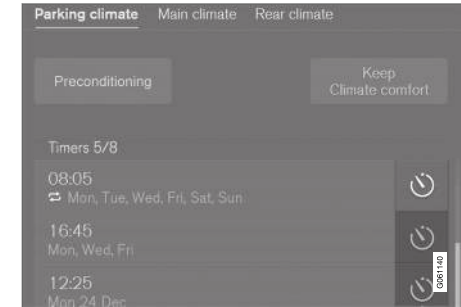 Parking climate Main climate Rear climate
Preconditioning
Keep
Climate comfort
Timers 5/8
08:05
Mon, Tue, Wed, Fri, Sat, Sun
16:45
Mon, Wed, Fri
12:25
Mon 24 Dec
G061140